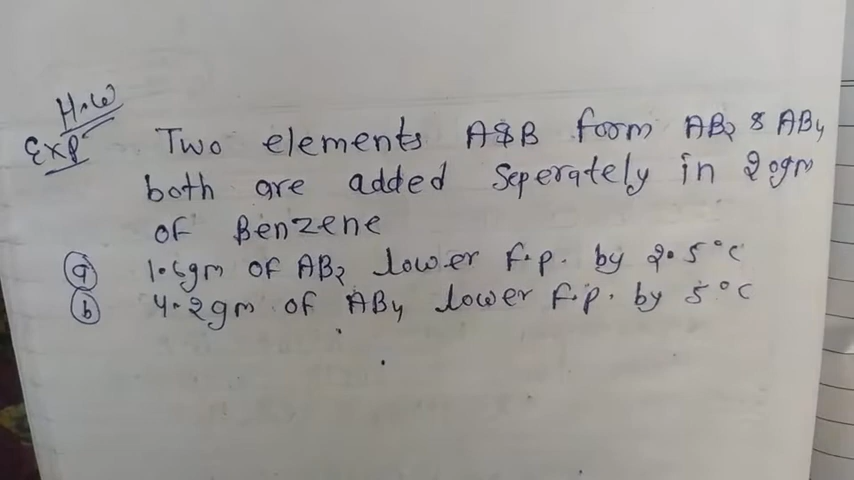 H.W
Exp Two elements A&B form AB2 & AB4
both are added seperately in 20gm
of Benzene
(a) 1.6gm of AB2 lower f.p. by 2.5°C
(b) 4.2gm of AB4 lower f.p. by 5°C